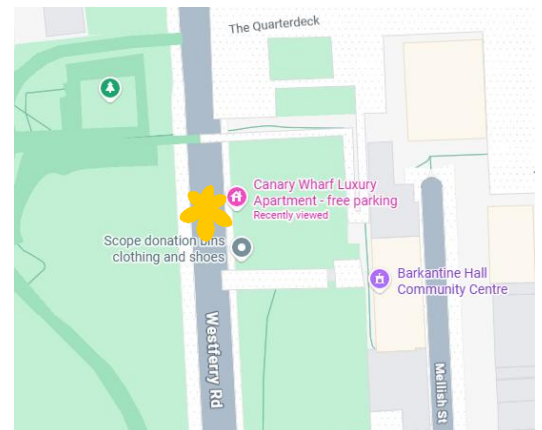 The Quarterdeck
Canary Wharf Luxury
Apartment - free parking
Recently viewed
Scope donation bins
clothing and shoes
Barkantine Hall
Community Centre
Westferry Rd
Mellish St